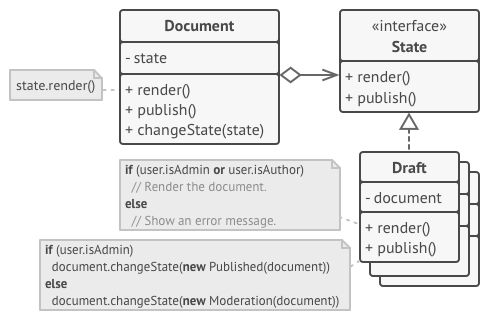 Document
- state
+ render()
+ publish()
+ changeState(state)
«interface»
State
+ render()
+ publish()
state.render()
Draft
- document
+ render()
+ publish()
if (user.isAdmin or user.isAuthor)
// Render the document.
else
// Show an error message.
if (user.isAdmin)
document.changeState(new Published(document))
else
document.changeState(new Moderation(document))